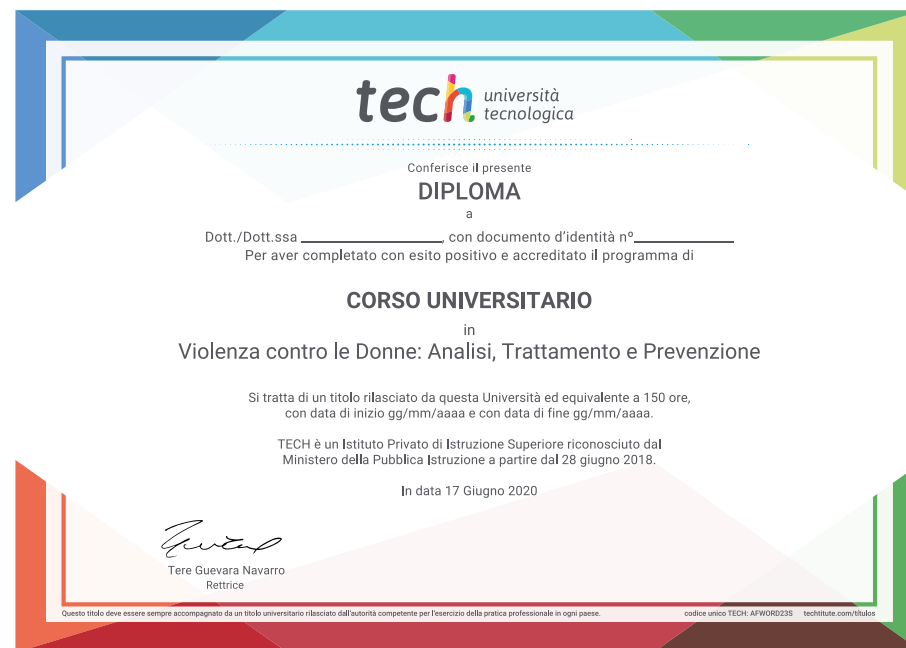 tech università
tecnologica
Conferisce il presente
DIPLOMA
a
Dott./Dott.ssa ____________________, con documento d'identità nº______________
Per aver completato con esito positivo e accreditato il programma di
CORSO UNIVERSITARIO
in
Violenza contro le Donne: Analisi, Trattamento e Prevenzione
Si tratta di un titolo rilasciato da questa Università ed equivalente a 150 ore,
con data di inizio gg/mm/aaaa e con data di fine gg/mm/aaaa.
TECH è un Istituto Privato di Istruzione Superiore riconosciuto dal
Ministero della Pubblica Istruzione a partire dal 28 giugno 2018.
In data 17 Giugno 2020
Tere Guevara Navarro
Rettrice
Questo titolo deve essere sempre accompagnato da un titolo universitario rilasciato dall'autorità competente per l'esercizio della pratica professionale in ogni paese. codice unico TECH: AFWORD23S techtitute.com/titulos